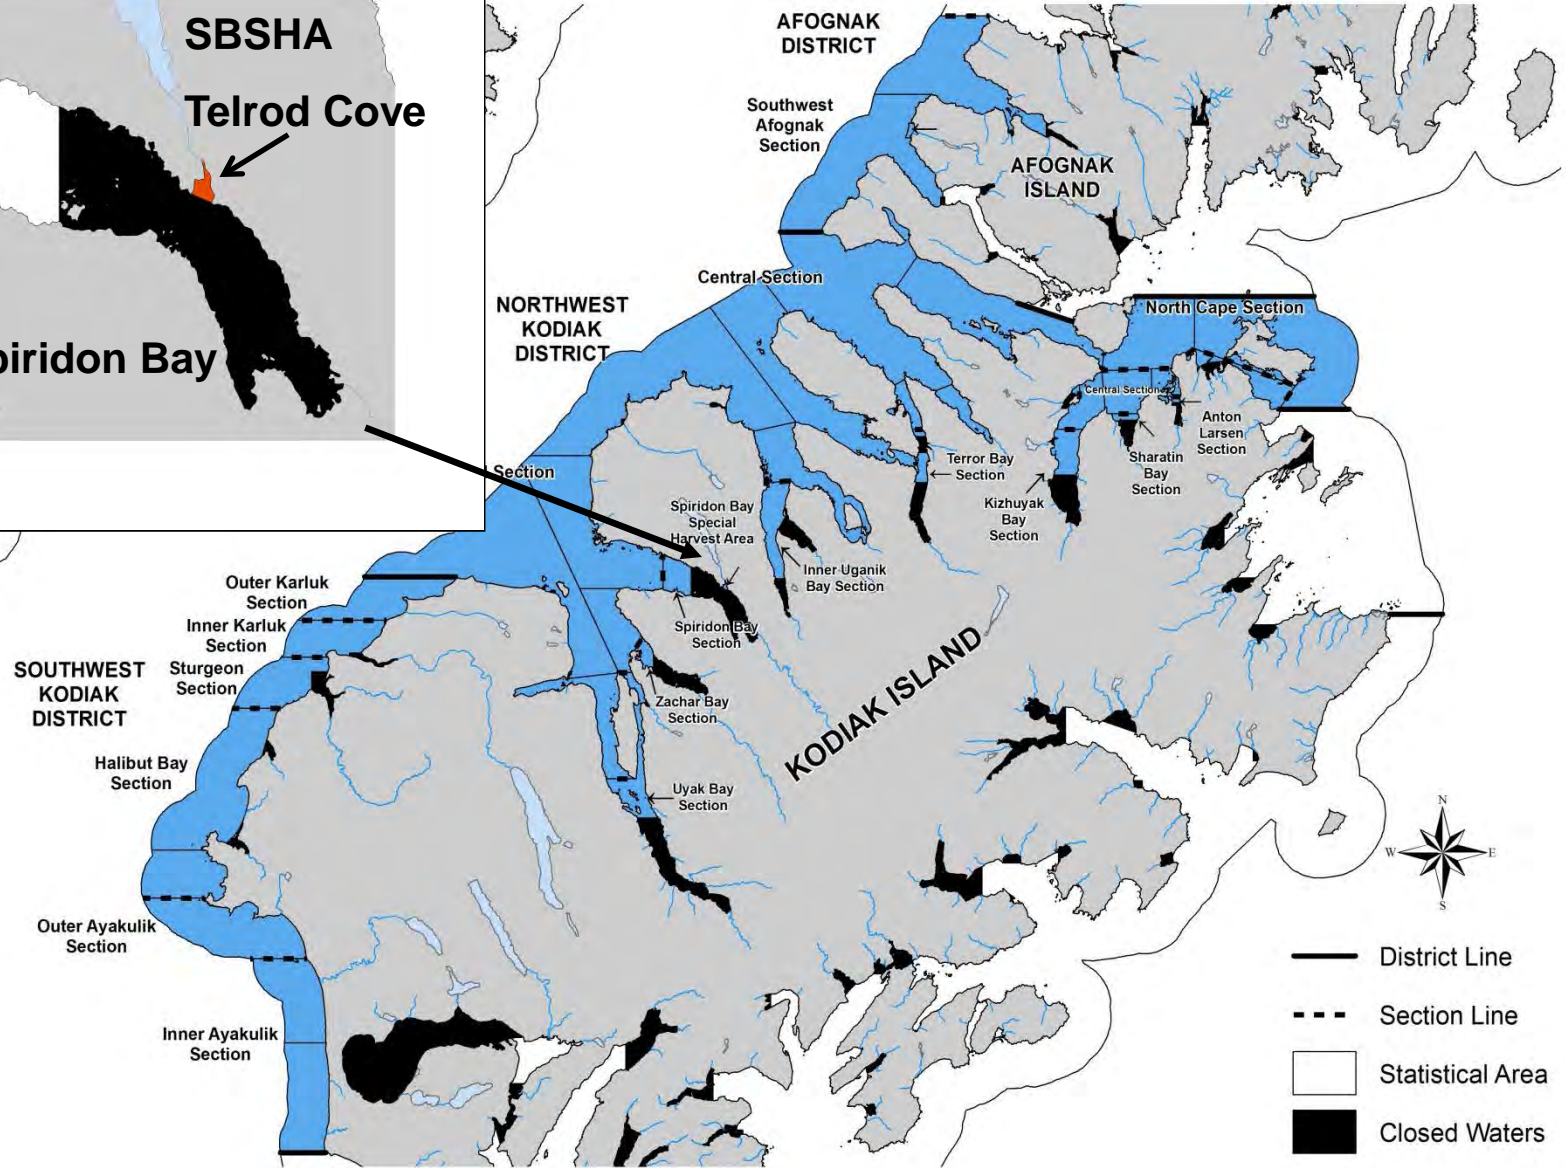 SBSHA
Telrod Cove
piridon Bay
AFOGNAK
DISTRICT
Southwest
Afognak
Section
AFOGNAK
ISLAND
Central Section
NORTHWEST
KODIAK
DISTRICT
North Cape Section
Central Section
Anton
Larsen
Section
Sharatin
Bay
Section
Terror Bay
Section
Kizhuyak
Bay
Section
Section
Spiridon Bay
Special
Harvest Area
Inner Uganik
Bay Section
Outer Karluk
Section
Inner Karluk
Section
Sturgeon
Section
Spiridon Bay
Section
SOUTHWEST
KODIAK
DISTRICT
Zachar Bay
Section
KODIAK ISLAND
Halibut Bay
Section
Uyak Bay
Section
N
W
E
S
Outer Ayakulik
Section
Inner Ayakulik
Section
District Line
Section Line
Statistical Area
Closed Waters